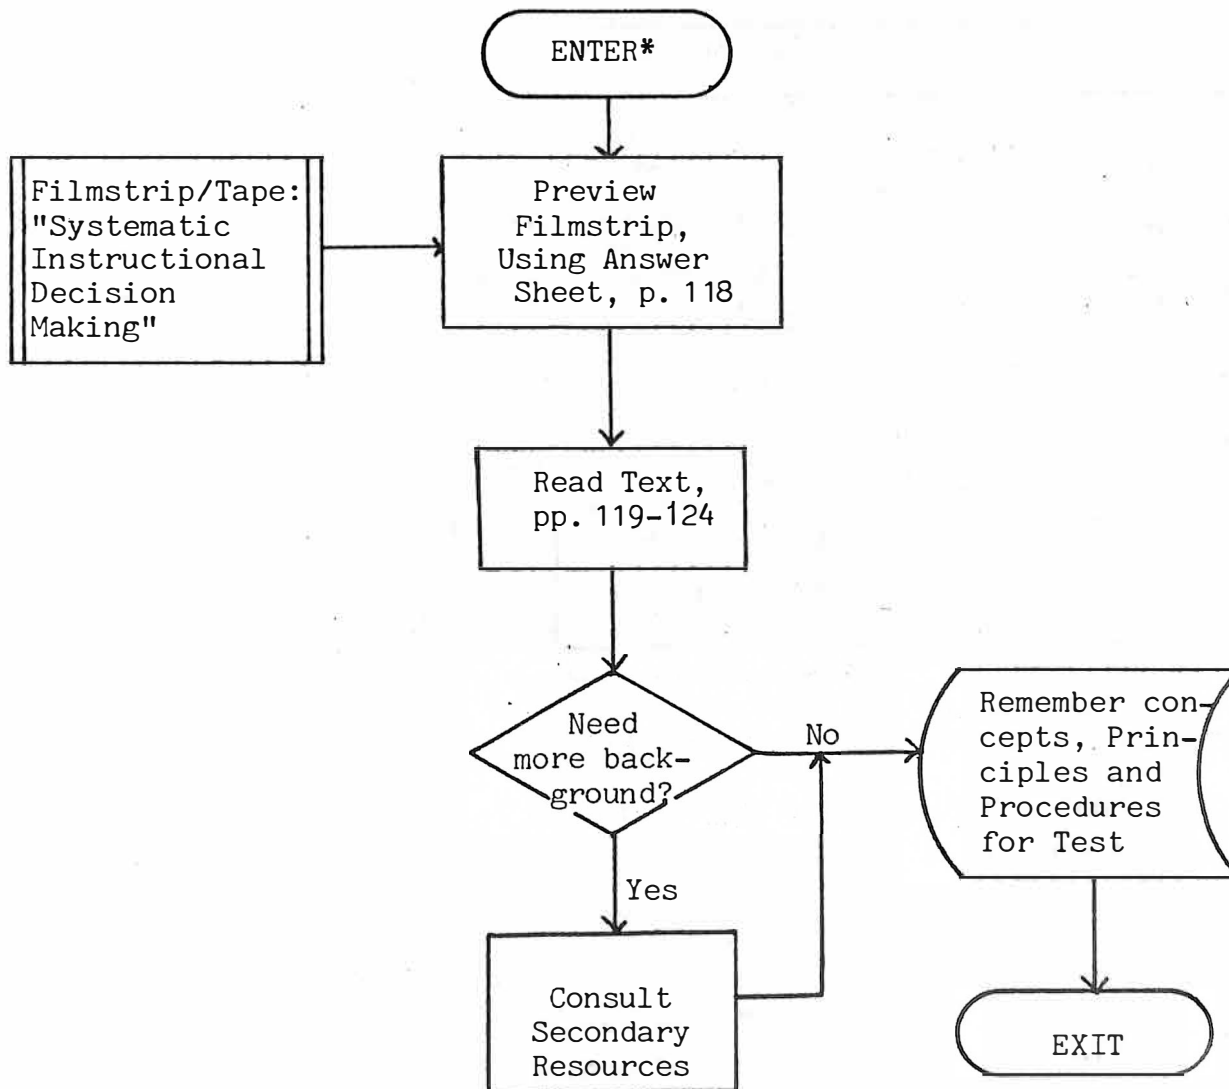 ENTER*
Filmstrip/Tape:
"Systematic
Instructional
Decision
Making"
Preview
Filmstrip,
Using Answer
Sheet, p. 118
Read Text,
pp. 119-124
Need
more back-
ground?
No
Yes
Remember con-
cepts, Prin-
ciples and
Procedures
for Test
Consult
Secondary
Resources
EXIT